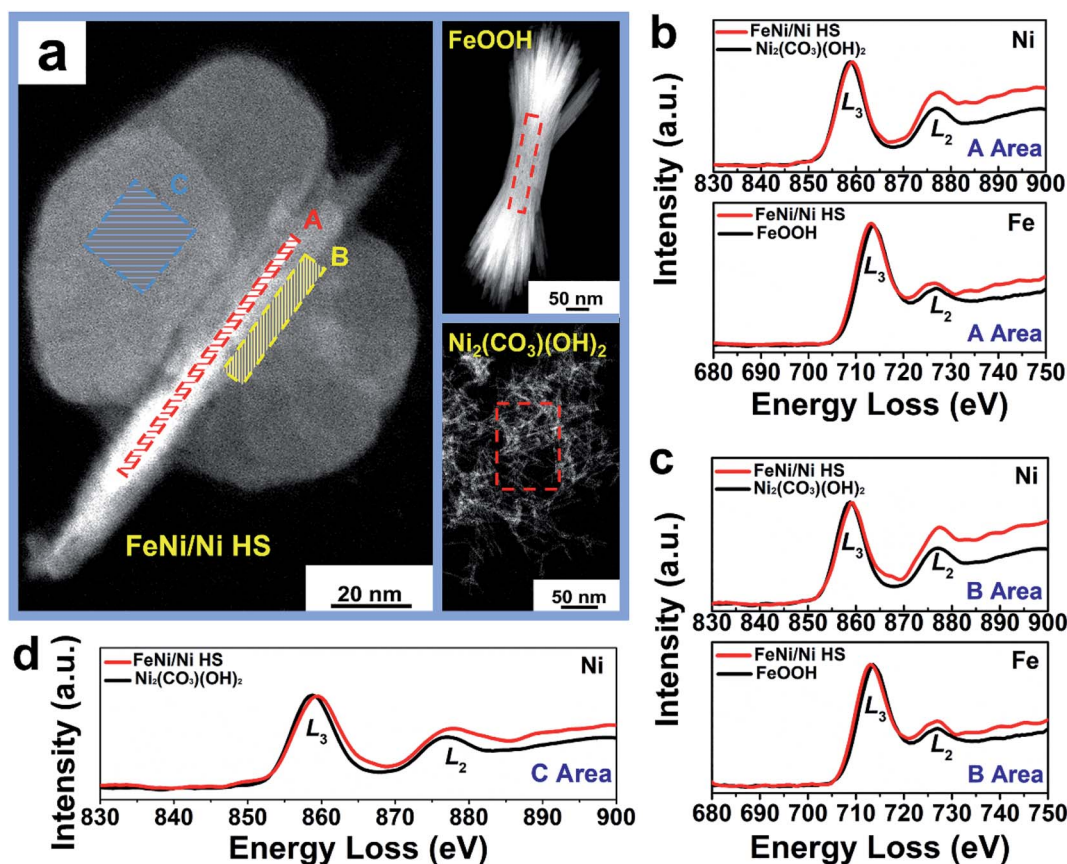 a
C
A
B
FeNi/Ni HS
20 nm
FeOOH
50 nm
Ni₂(CO₃)(OH)₂
50 nm
b
FeNi/Ni HS
Ni₂(CO₃)(OH)₂
Ni
L₃
L₂
A Area
830 840 850 860 870 880 890 900
FeNi/Ni HS
FeOOH
Fe
L₃
L₂
A Area
680 690 700 710 720 730 740 750
Energy Loss (eV)
Intensity (a.u.)
c
FeNi/Ni HS
Ni₂(CO₃)(OH)₂
Ni
L₃
L₂
B Area
830 840 850 860 870 880 890 900
FeNi/Ni HS
FeOOH
Fe
L₃
L₂
B Area
680 690 700 710 720 730 740 750
Energy Loss (eV)
Intensity (a.u.)
d
FeNi/Ni HS
Ni₂(CO₃)(OH)₂
Ni
L₃
L₂
C Area
830 840 850 860 870 880 890 900
Energy Loss (eV)
Intensity (a.u.)